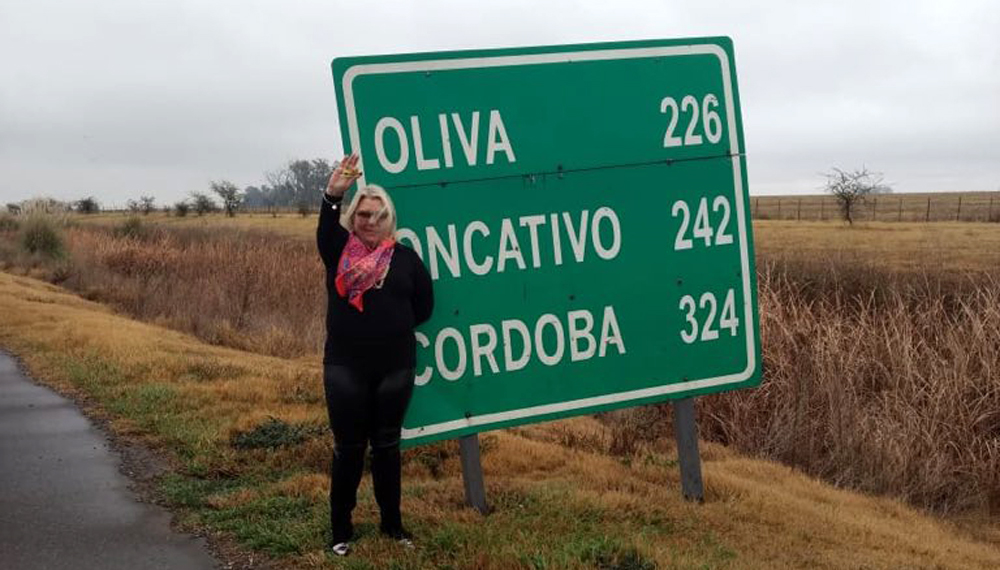 OLIVA 226
ONCATIVO 242
CORDOBA 324